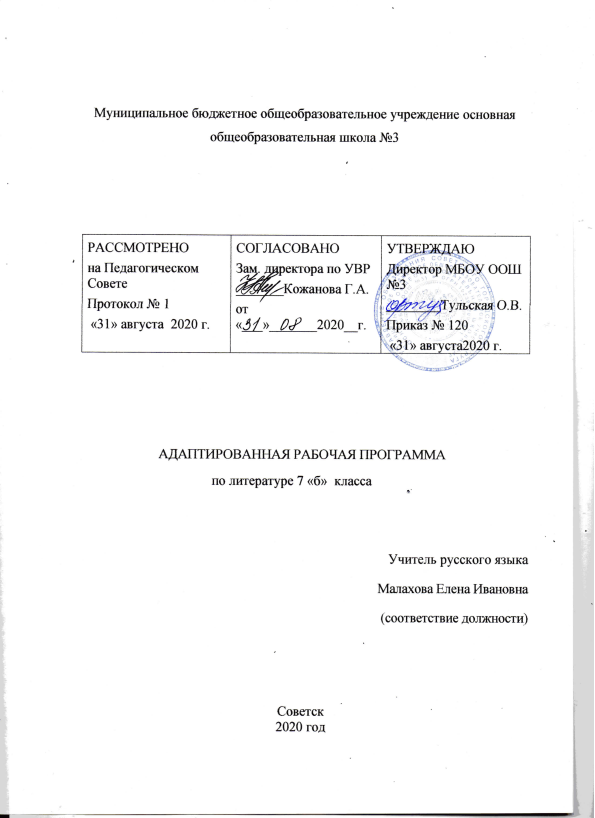 Муниципальное бюджетное общеобразовательное учреждение основная
общеобразовательная школа №3
РАССМОТРЕНО
на Педагогическом
Совете
Протокол № 1
«31» августа 2020 г.
СОГЛАСОВАНО
Зам. директора по УВР
Кожанова Г.А.
от
«31»  08  2020__г.
УТВЕРЖДАЮ
Директор МБОУ ООШ
№3
Тульская О.В.
Приказ № 120
«31» августа2020 г.
АДАПТИРОВАННАЯ РАБОЧАЯ ПРОГРАММА
по литературе 7 «б» класса
Учитель русского языка
Малахова Елена Ивановна
(соответствие должности)
Советск
2020 год